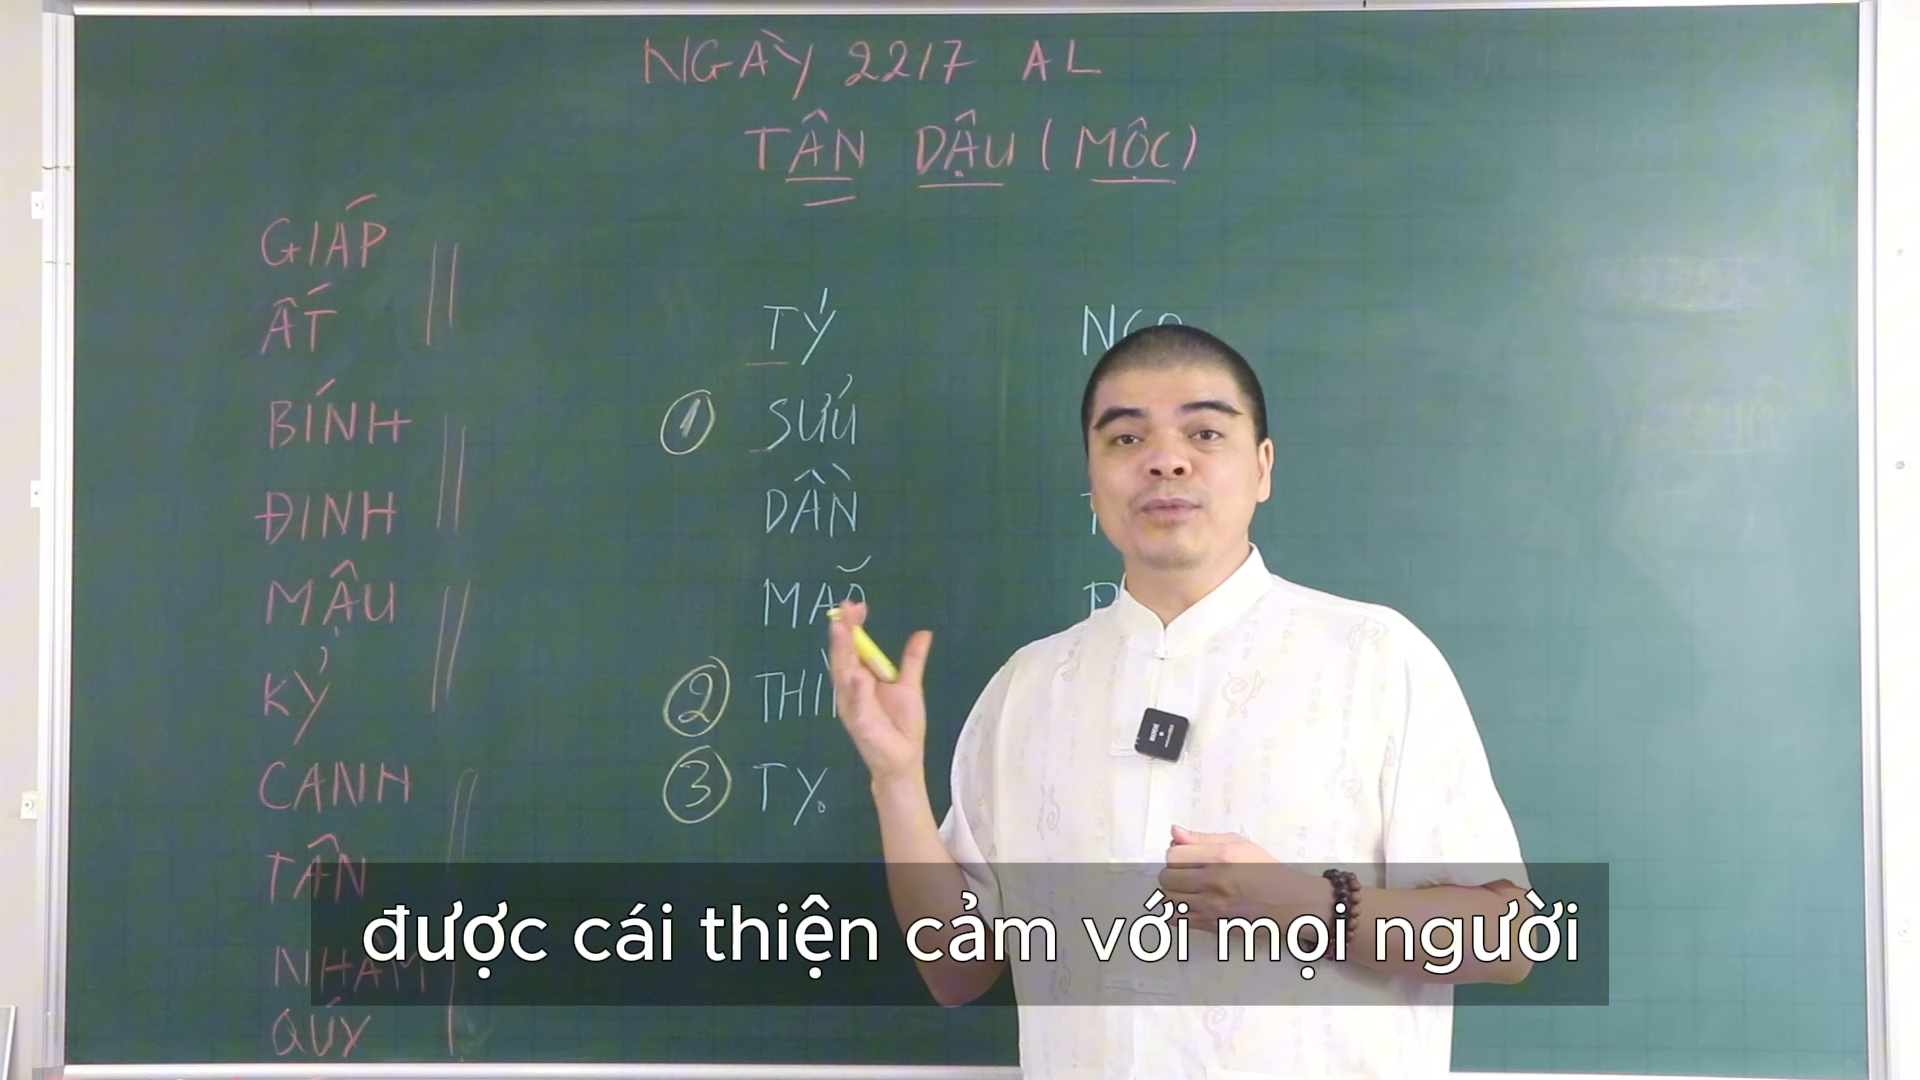 NGÀY 22/7 AL
TÂN DẬU (MỘC)
GIÁP
ẤT
BÍNH
ĐINH
MẬU
KỶ
CANH
TÂN
NHÂM
QUÝ
TÝ
① SỬU
DẦN
MÃO
②
③ TỴ
được cái thiện cảm với mọi người